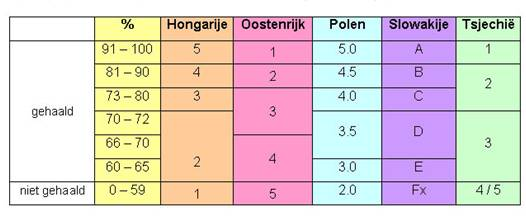 % Hongarije Oostenrijk Polen Slowakije Tsjechië
gehaald
91 – 100 5 1 5.0 A 1
81 – 90 4 2 4.5 B 2
73 – 80 3 3 4.0 C
70 – 72 2 3.5 D 3
66 – 70 4
60 – 65 3.0 E
niet gehaald 0 – 59 1 5 2.0 Fx 4 / 5